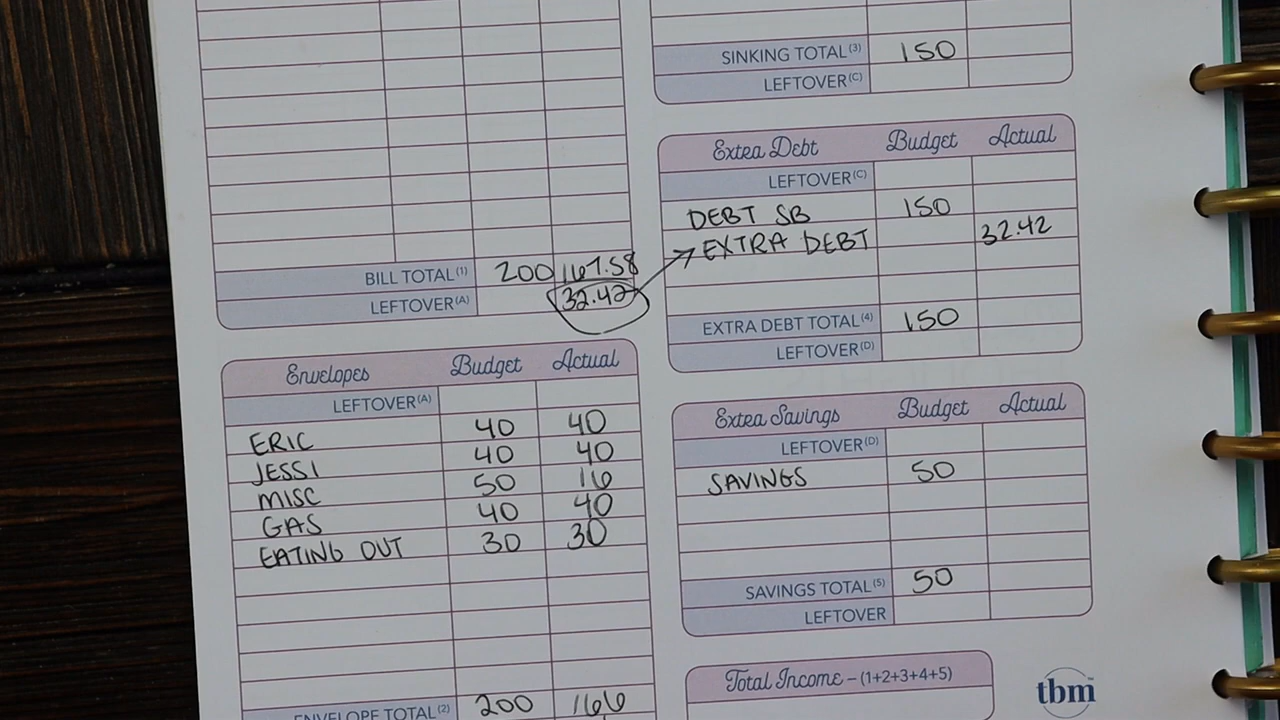 BILL TOTAL(1) 200 167.58
LEFTOVER(A) 32.42
Envelopes Budget Actual
LEFTOVER(A)
ERIC 40 40
JESSI 40 40
MISC 50 16
GAS 40 40
EATING OUT 30 30
ENVELOPE TOTAL(2) 200 166
SINKING TOTAL(3) 150
LEFTOVER(C)
Extra Debt Budget Actual
LEFTOVER(C)
DEBT SB 150
EXTRA DEBT 32.42
EXTRA DEBT TOTAL(4) 150
LEFTOVER(D)
Extra Savings Budget Actual
LEFTOVER(D)
SAVINGS 50
SAVINGS TOTAL(5) 50
LEFTOVER
Total Income – (1+2+3+4+5)
tbm